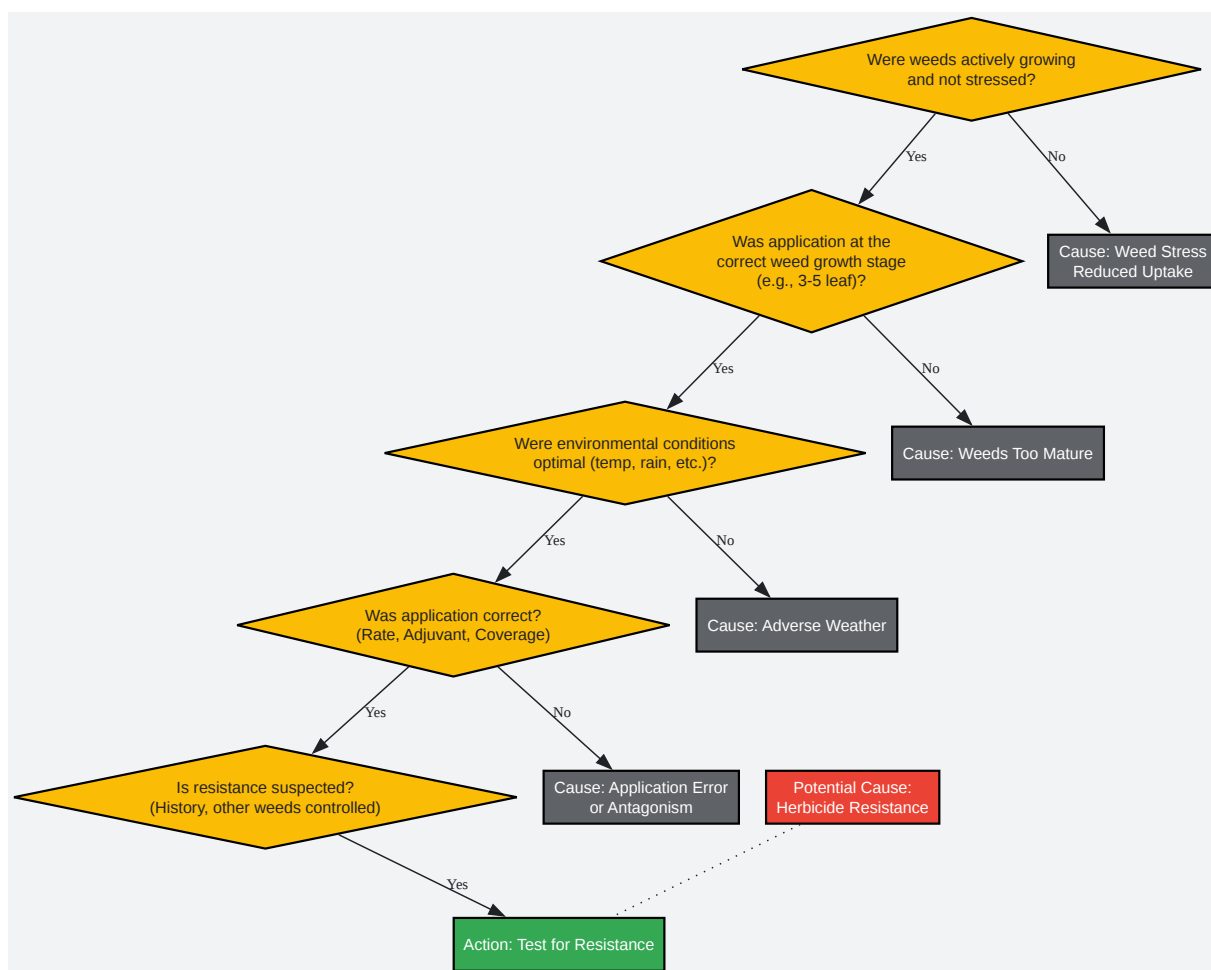 Were weeds actively growing
and not stressed?
Yes
No
Was application at the
correct weed growth stage
(e.g., 3-5 leaf)?
Cause: Weed Stress
Reduced Uptake
Yes
No
Were environmental conditions
optimal (temp, rain, etc.)?
Cause: Weeds Too Mature
Yes
No
Was application correct?
(Rate, Adjuvant, Coverage)
Cause: Adverse Weather
Yes
No
Is resistance suspected?
(History, other weeds controlled)
Cause: Application Error
or Antagonism
Potential Cause:
Herbicide Resistance
Yes
Action: Test for Resistance